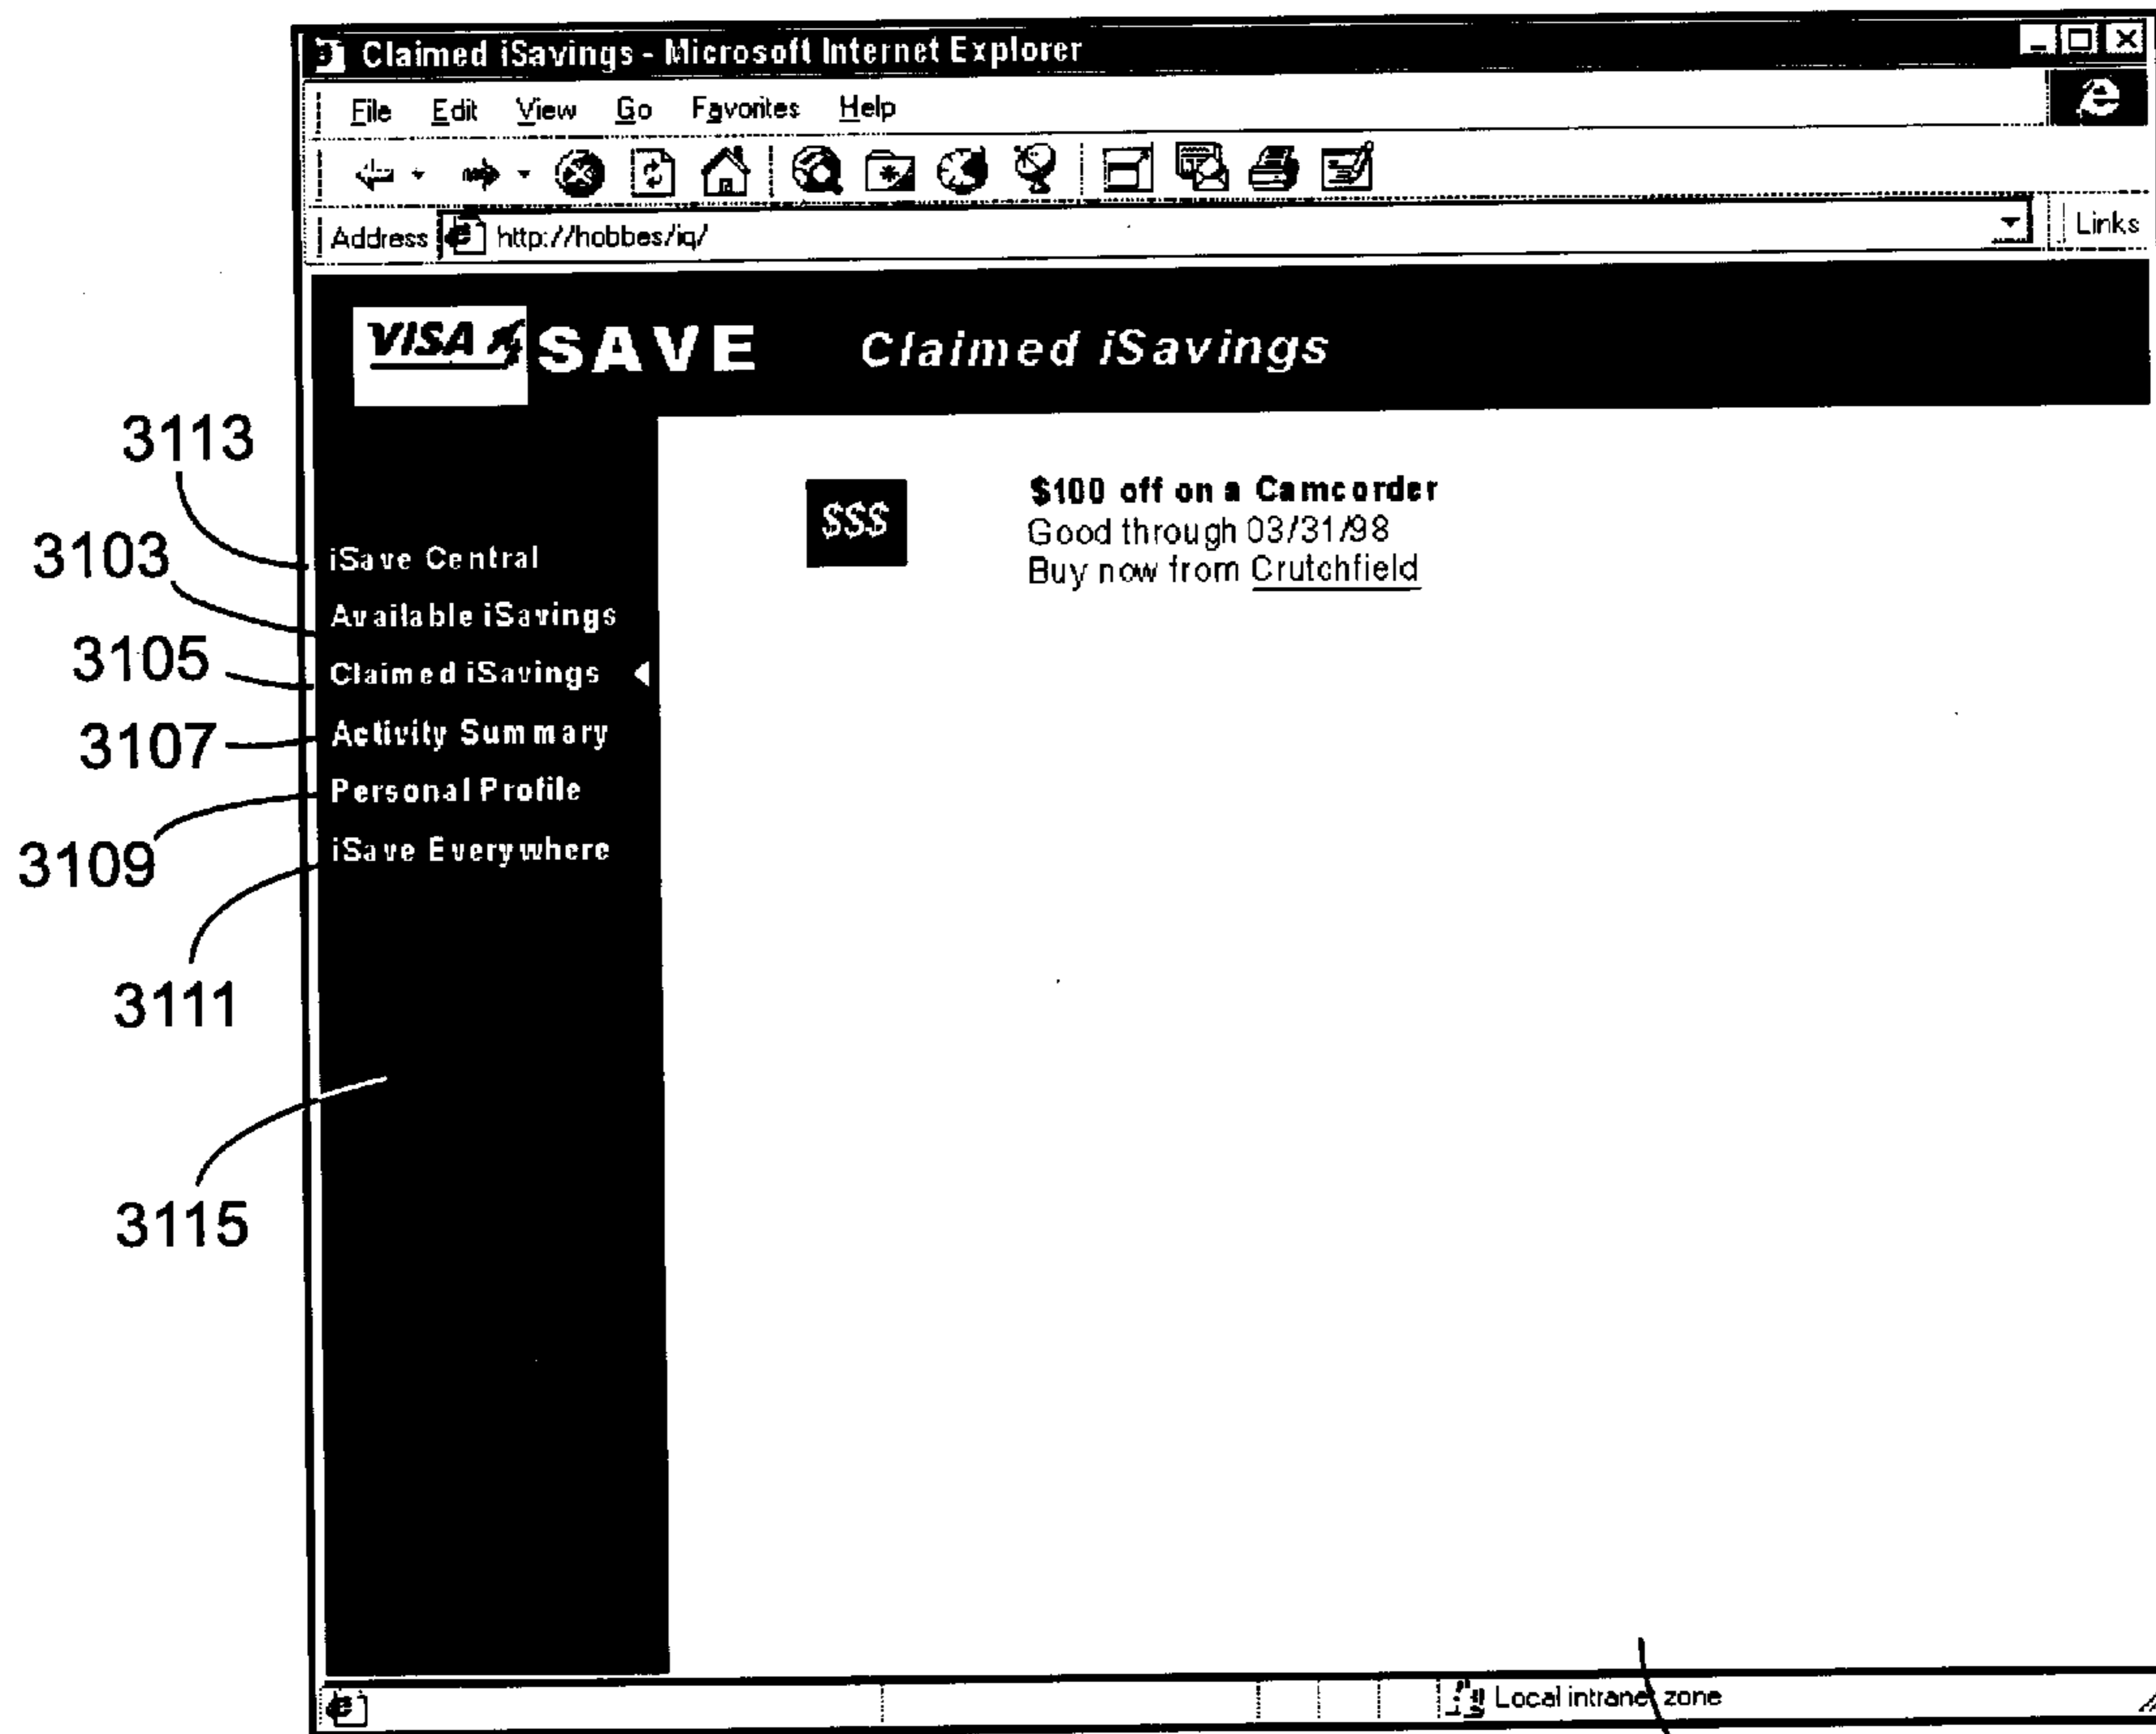 Claimed iSavings - Microsoft Internet Explorer
File Edit View Go Favorites Help
Address http://hobbes/iq/ Links
VISA SAVE Claimed iSavings
$$$
$100 off on a Camcorder
Good through 03/31/98
Buy now from Crutchfield
3113
iSave Central
3103
Available iSavings
3105
Claimed iSavings
3107
Activity Summary
3109
Personal Profile
3111
iSave Everywhere
3115
Local intranet zone